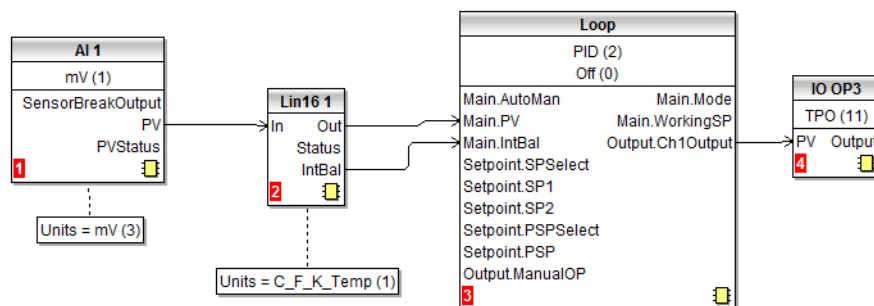 AI 1
mV (1)
SensorBreakOutput
PV
PVStatus
1
Units = mV (3)
Lin16 1
In Out
Status
IntBal
2
Units = C_F_K_Temp (1)
Loop
PID (2)
Off (0)
Main.AutoMan Main.Mode
Main.PV Main.WorkingSP
Main.IntBal Output.Ch1Output
Setpoint.SPSelect
Setpoint.SP1
Setpoint.SP2
Setpoint.PSPSelect
Setpoint.PSP
Output.ManualOP
3
IO OP3
TPO (11)
PV Output
4